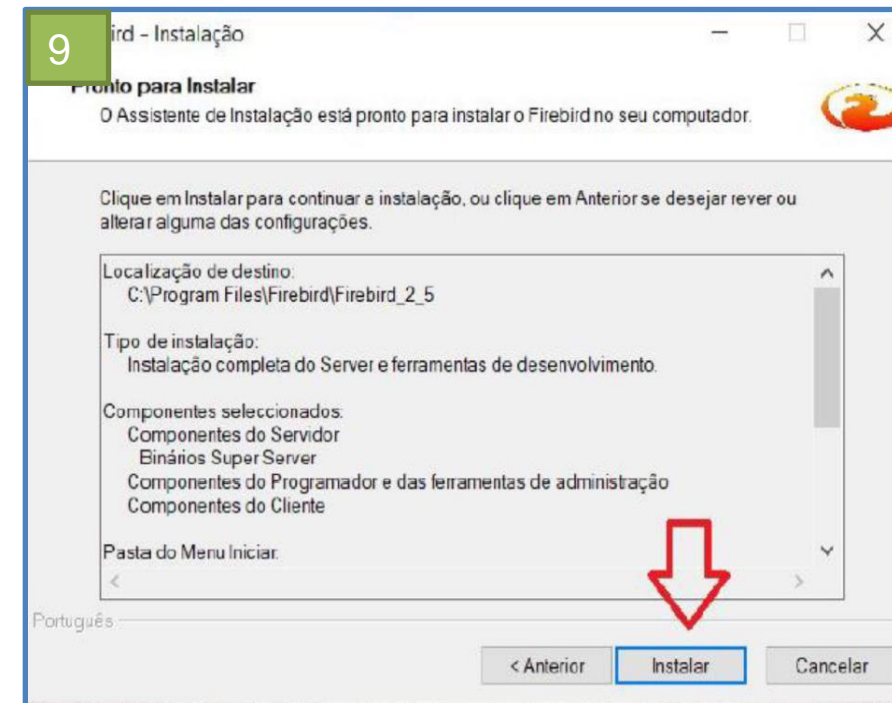 9
ird - Instalação
Pronto para Instalar
O Assistente de Instalação está pronto para instalar o Firebird no seu computador.
Clique em Instalar para continuar a instalação, ou clique em Anterior se desejar rever ou
alterar alguma das configurações.
Localização de destino:
C:\Program Files\Firebird\Firebird_2_5
Tipo de instalação:
Instalação completa do Server e ferramentas de desenvolvimento.
Componentes seleccionados:
Componentes do Servidor
Binários Super Server
Componentes do Programador e das ferramentas de administração
Componentes do Cliente
Pasta do Menu Iniciar:
Português
< Anterior
Instalar
Cancelar